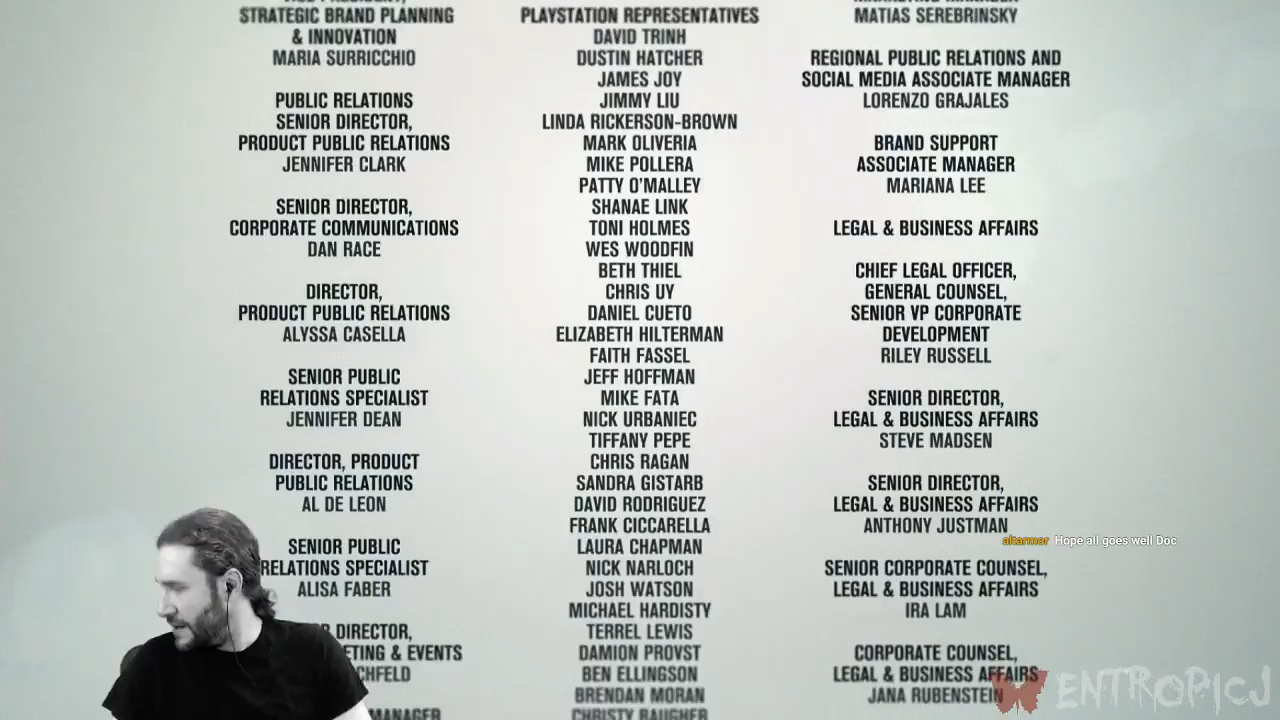 STRATEGIC BRAND PLANNING
& INNOVATION
MARIA SURRICCHIO
PUBLIC RELATIONS
SENIOR DIRECTOR,
PRODUCT PUBLIC RELATIONS
JENNIFER CLARK
SENIOR DIRECTOR,
CORPORATE COMMUNICATIONS
DAN RACE
DIRECTOR,
PRODUCT PUBLIC RELATIONS
ALYSSA CASELLA
SENIOR PUBLIC
RELATIONS SPECIALIST
JENNIFER DEAN
DIRECTOR, PRODUCT
PUBLIC RELATIONS
AL DE LEON
SENIOR PUBLIC
RELATIONS SPECIALIST
ALISA FABER
DIRECTOR,
& EVENTS
MANAGER
PLAYSTATION REPRESENTATIVES
DAVID TRINH
DUSTIN HATCHER
JAMES JOY
JIMMY LIU
LINDA RICKERSON-BROWN
MARK OLIVERIA
MIKE POLLERA
PATTY O'MALLEY
SHANAE LINK
TONI HOLMES
WES WOODFIN
BETH THIEL
CHRIS UY
DANIEL CUETO
ELIZABETH HILTERMAN
FAITH FASSEL
JEFF HOFFMAN
MIKE FATA
NICK URBANIEC
TIFFANY PEPE
CHRIS RAGAN
SANDRA GISTARB
DAVID RODRIGUEZ
FRANK CICCARELLA
LAURA CHAPMAN
NICK NARLOCH
JOSH WATSON
MICHAEL HARDISTY
TERREL LEWIS
DAMION PROVST
BEN ELLINGSON
BRENDAN MORAN
CHRISTY BAUGHER
MATIAS SEREBRINSKY
REGIONAL PUBLIC RELATIONS AND
SOCIAL MEDIA ASSOCIATE MANAGER
LORENZO GRAJALES
BRAND SUPPORT
ASSOCIATE MANAGER
MARIANA LEE
LEGAL & BUSINESS AFFAIRS
CHIEF LEGAL OFFICER,
GENERAL COUNSEL,
SENIOR VP CORPORATE
DEVELOPMENT
RILEY RUSSELL
SENIOR DIRECTOR,
LEGAL & BUSINESS AFFAIRS
STEVE MADSEN
SENIOR DIRECTOR,
LEGAL & BUSINESS AFFAIRS
ANTHONY JUSTMAN
altarmor Hope all goes well Doc
SENIOR CORPORATE COUNSEL,
LEGAL & BUSINESS AFFAIRS
IRA LAM
CORPORATE COUNSEL,
LEGAL & BUSINESS AFFAIRS
JANA RUBENSTEIN
ENTROPICJ